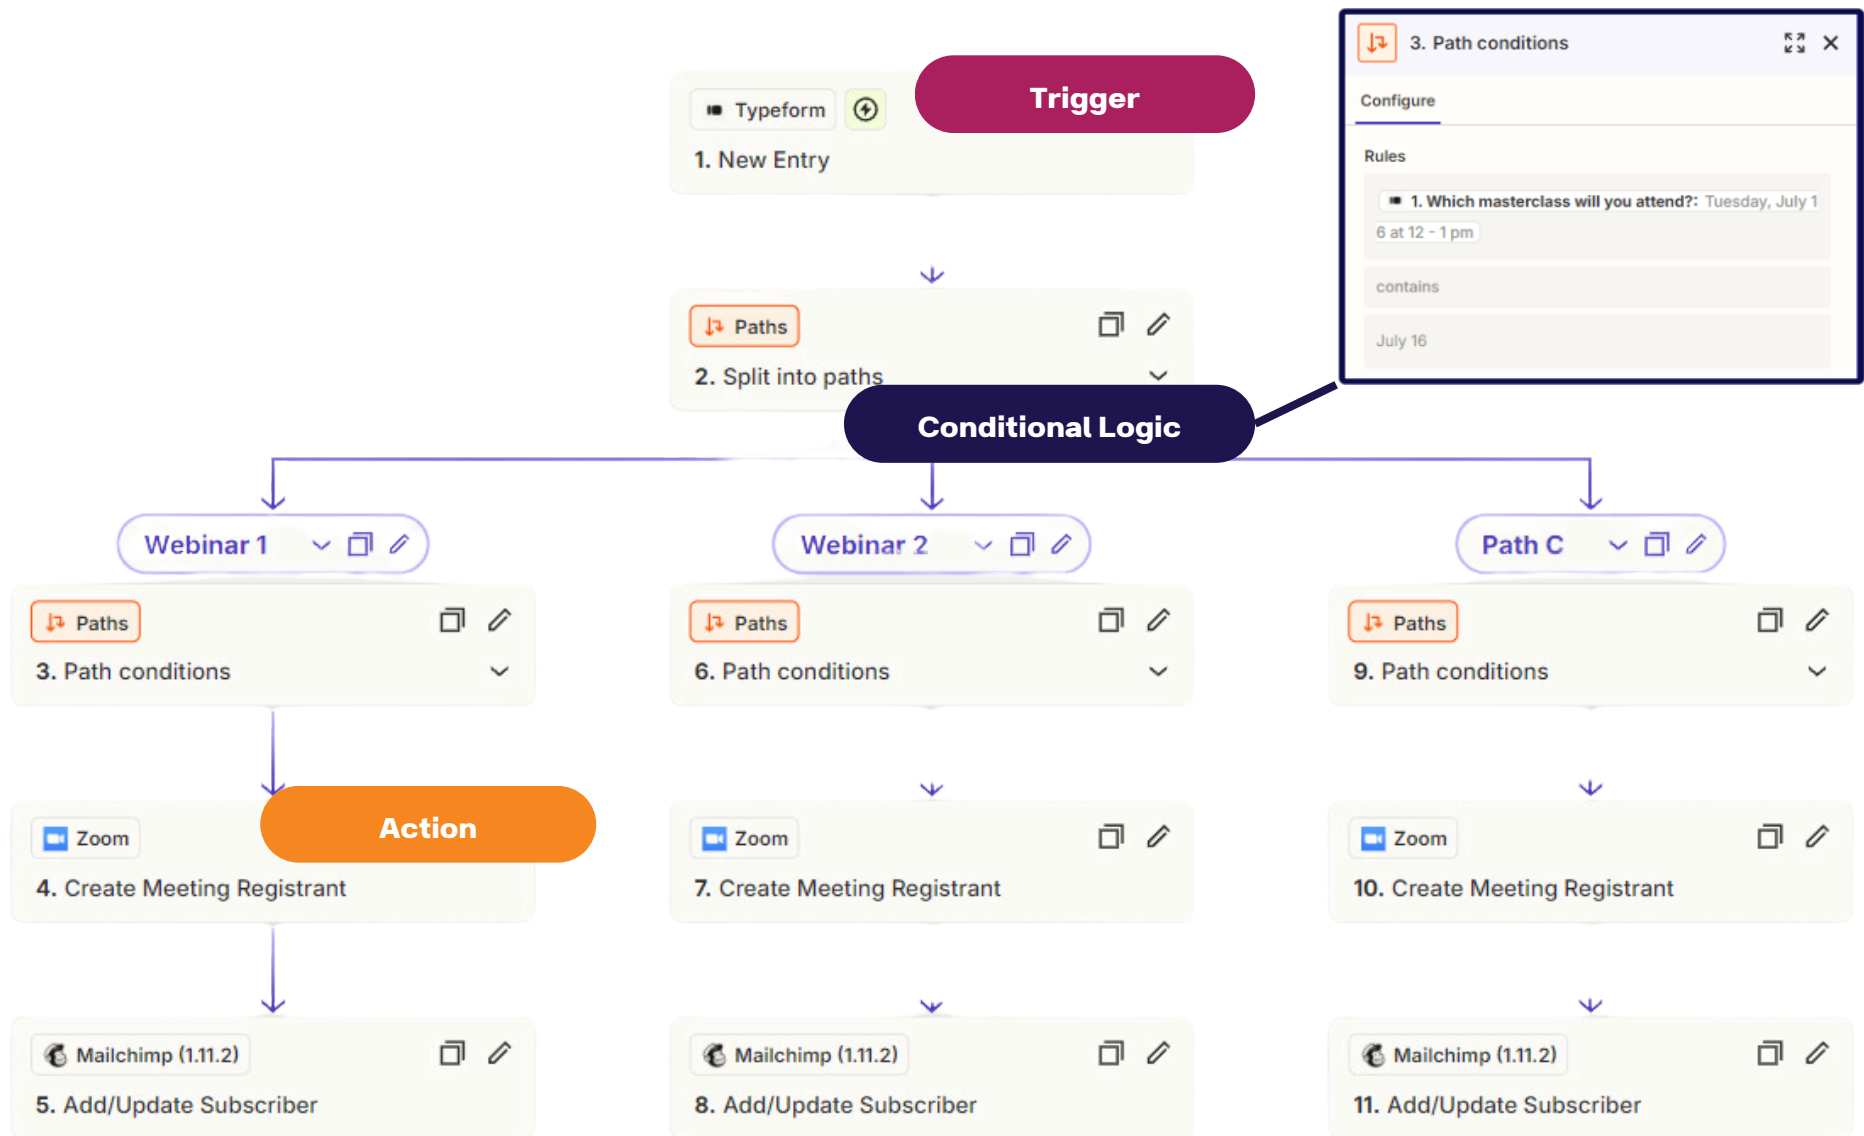 Typeform
Trigger
1. New Entry
3. Path conditions
Configure
Rules
1. Which masterclass will you attend?: Tuesday, July 1
6 at 12 - 1 pm
contains
July 16
Paths
2. Split into paths
Conditional Logic
Webinar 1
Webinar 2
Path C
Paths
3. Path conditions
Paths
6. Path conditions
Paths
9. Path conditions
Action
Zoom
4. Create Meeting Registrant
Zoom
7. Create Meeting Registrant
Zoom
10. Create Meeting Registrant
Mailchimp (1.11.2)
5. Add/Update Subscriber
Mailchimp (1.11.2)
8. Add/Update Subscriber
Mailchimp (1.11.2)
11. Add/Update Subscriber